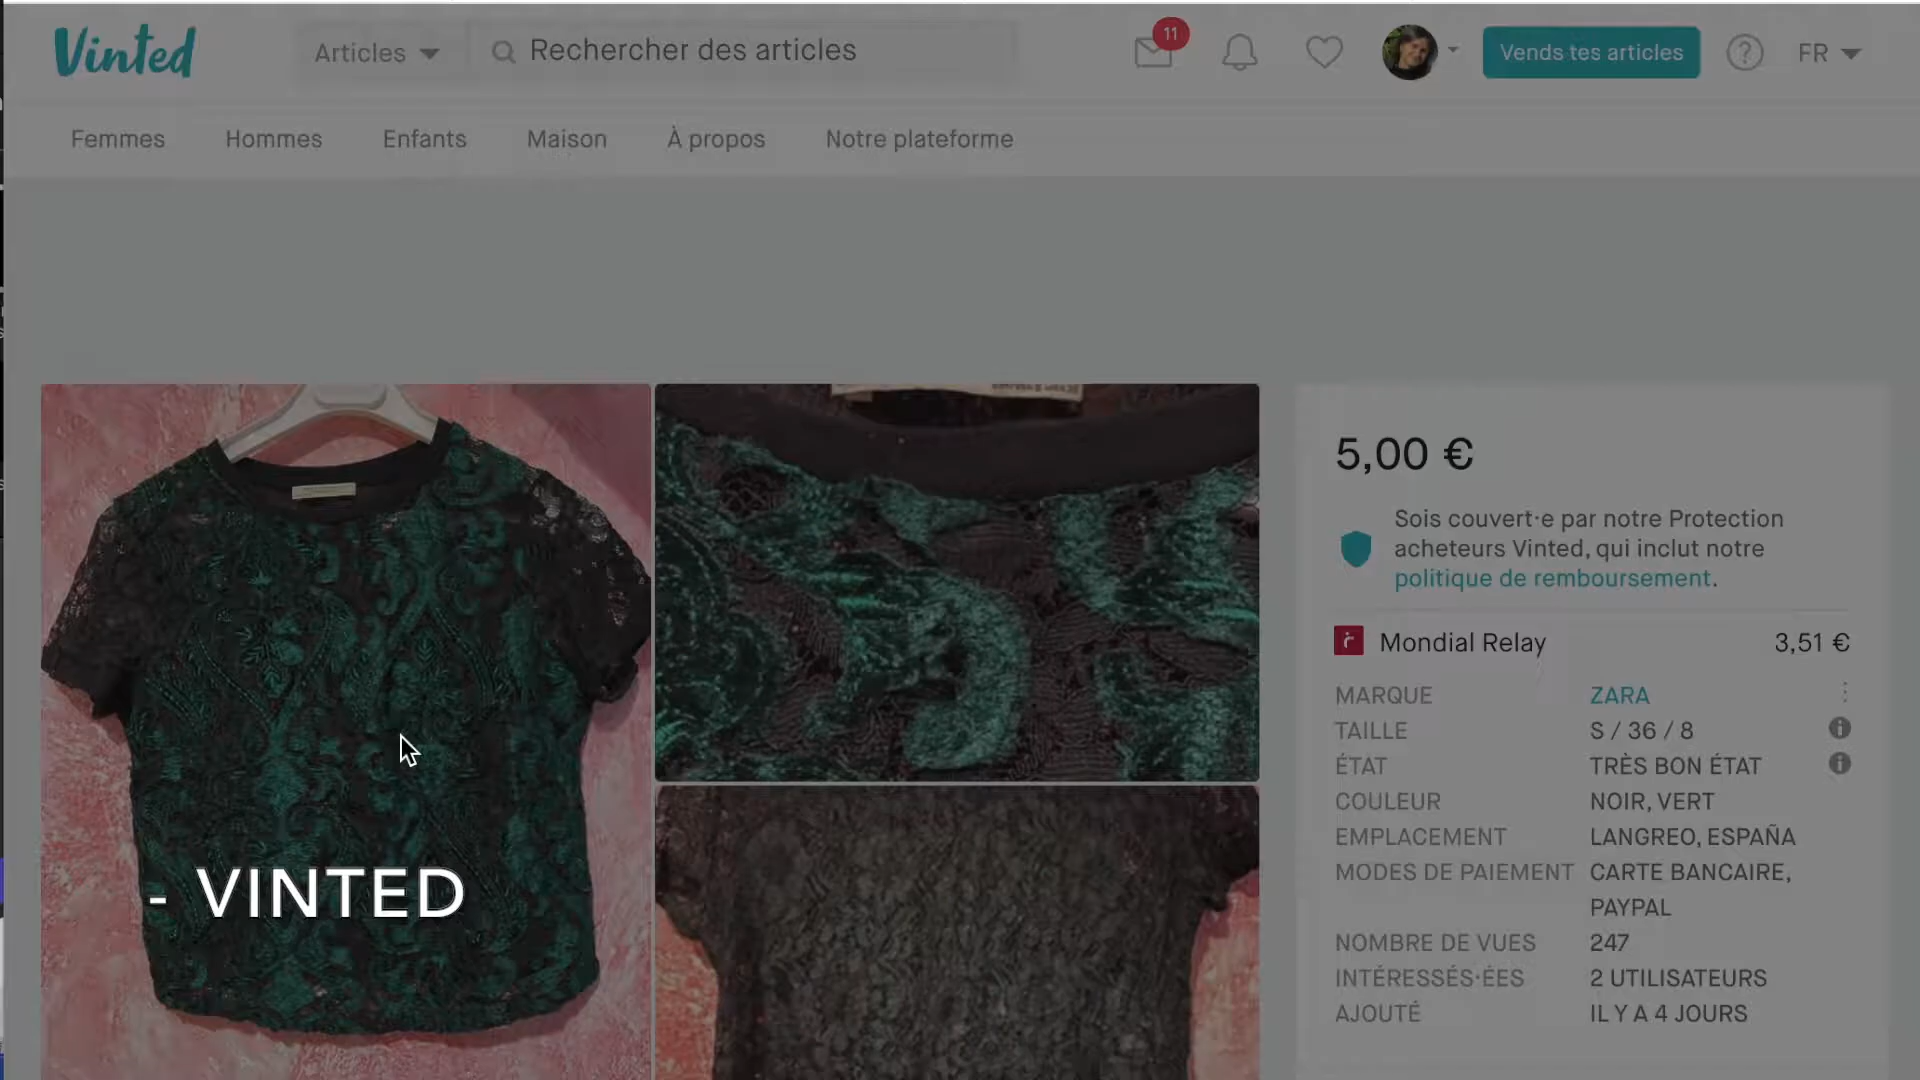 Vinted
Articles
Rechercher des articles
11
Vends tes articles
?
FR
Femmes
Hommes
Enfants
Maison
À propos
Notre plateforme
- VINTED
5,00 €
Sois couvert·e par notre Protection
acheteurs Vinted, qui inclut notre
politique de remboursement.
Mondial Relay 3,51 €
MARQUE ZARA
TAILLE S / 36 / 8
ÉTAT TRÈS BON ÉTAT
COULEUR NOIR, VERT
EMPLACEMENT LANGREO, ESPAÑA
MODES DE PAIEMENT CARTE BANCAIRE,
PAYPAL
NOMBRE DE VUES 247
INTÉRESSÉS·ÉES 2 UTILISATEURS
AJOUTÉ IL Y A 4 JOURS